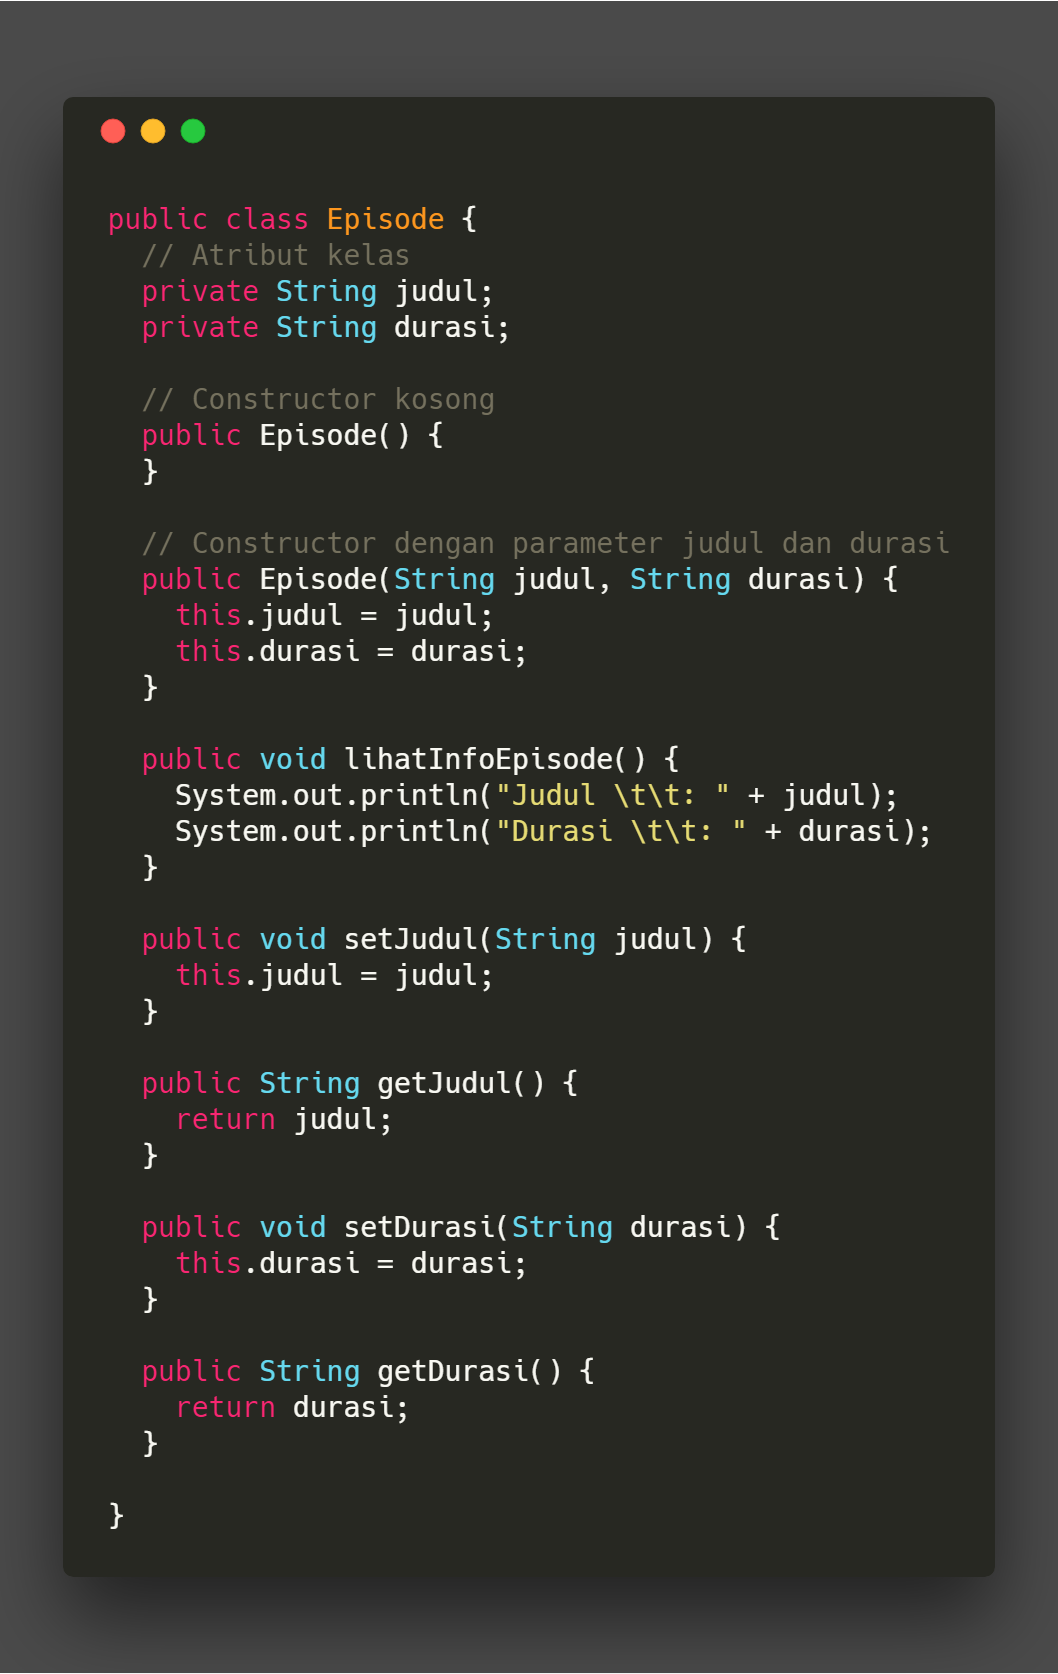 public class Episode {
  // Atribut kelas
  private String judul;
  private String durasi;

  // Constructor kosong
  public Episode() {
  }

  // Constructor dengan parameter judul dan durasi
  public Episode(String judul, String durasi) {
    this.judul = judul;
    this.durasi = durasi;
  }

  public void lihatInfoEpisode() {
    System.out.println("Judul \t\t: " + judul);
    System.out.println("Durasi \t\t: " + durasi);
  }

  public void setJudul(String judul) {
    this.judul = judul;
  }

  public String getJudul() {
    return judul;
  }

  public void setDurasi(String durasi) {
    this.durasi = durasi;
  }

  public String getDurasi() {
    return durasi;
  }

}